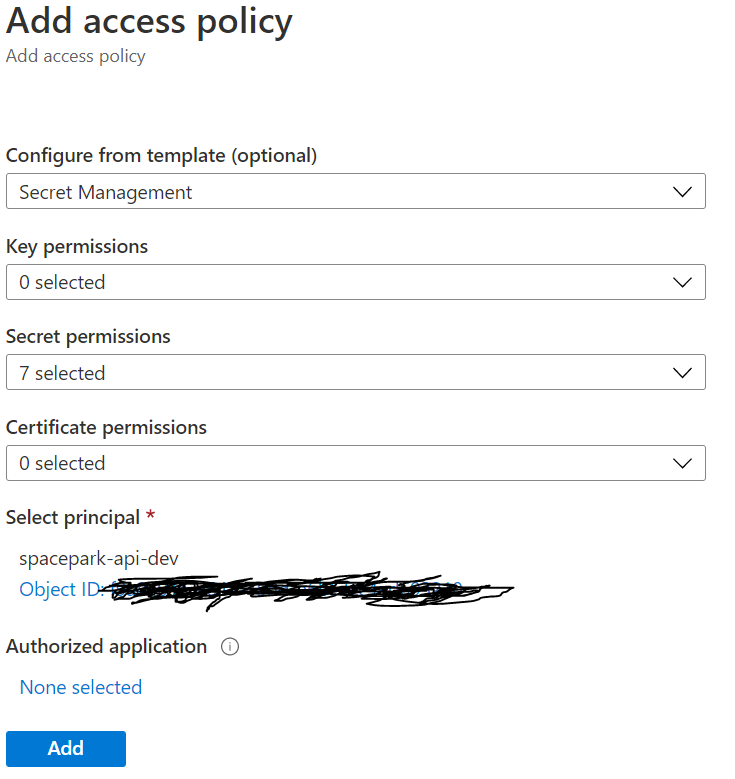 Add access policy
Add access policy
Configure from template (optional)
Secret Management
Key permissions
0 selected
Secret permissions
7 selected
Certificate permissions
0 selected
Select principal *
spacepark-api-dev
Object ID:
Authorized application
None selected
Add